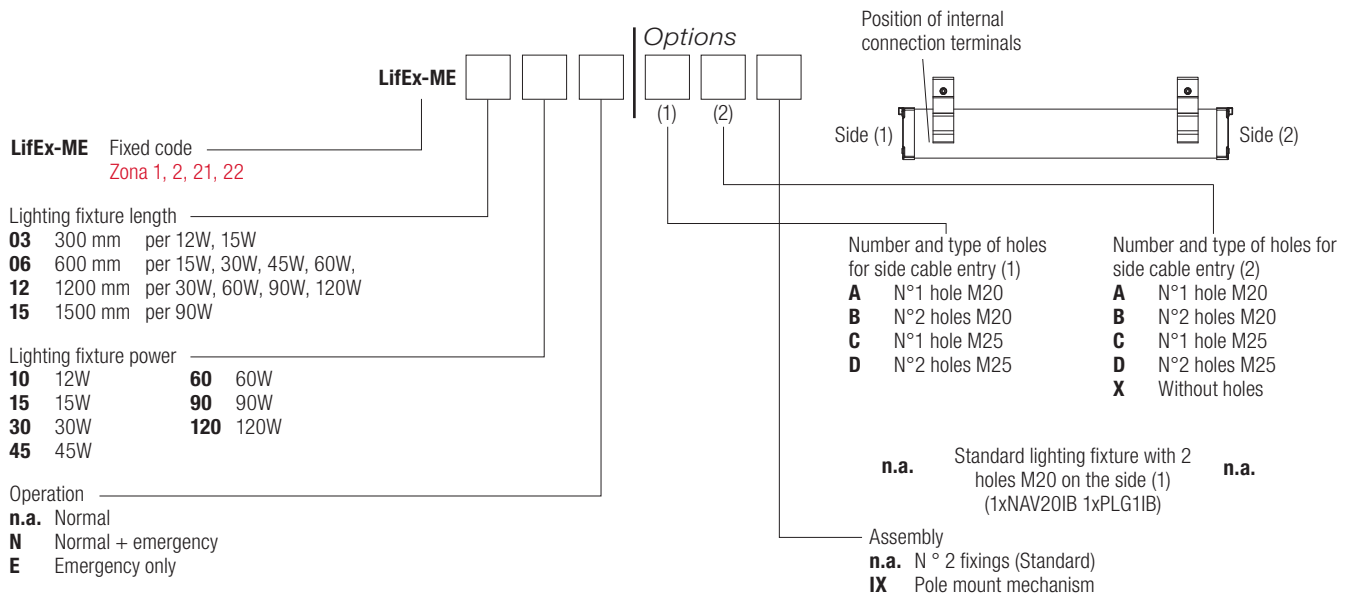 Options
LifEx-ME
(1) (2)
Position of internal
connection terminals
Side (1) Side (2)
LifEx-ME Fixed code
Zona 1, 2, 21, 22
Lighting fixture length
03 300 mm per 12W, 15W
06 600 mm per 15W, 30W, 45W, 60W,
12 1200 mm per 30W, 60W, 90W, 120W
15 1500 mm per 90W
Lighting fixture power
10 12W 60 60W
15 15W 90 90W
30 30W 120 120W
45 45W
Operation
n.a. Normal
N Normal + emergency
E Emergency only
Number and type of holes
for side cable entry (1)
A N°1 hole M20
B N°2 holes M20
C N°1 hole M25
D N°2 holes M25
Number and type of holes for
side cable entry (2)
A N°1 hole M20
B N°2 holes M20
C N°1 hole M25
D N°2 holes M25
X Without holes
n.a. Standard lighting fixture with 2 n.a.
holes M20 on the side (1)
(1xNAV20IB 1xPLG1IB)
Assembly
n.a. N ° 2 fixings (Standard)
IX Pole mount mechanism